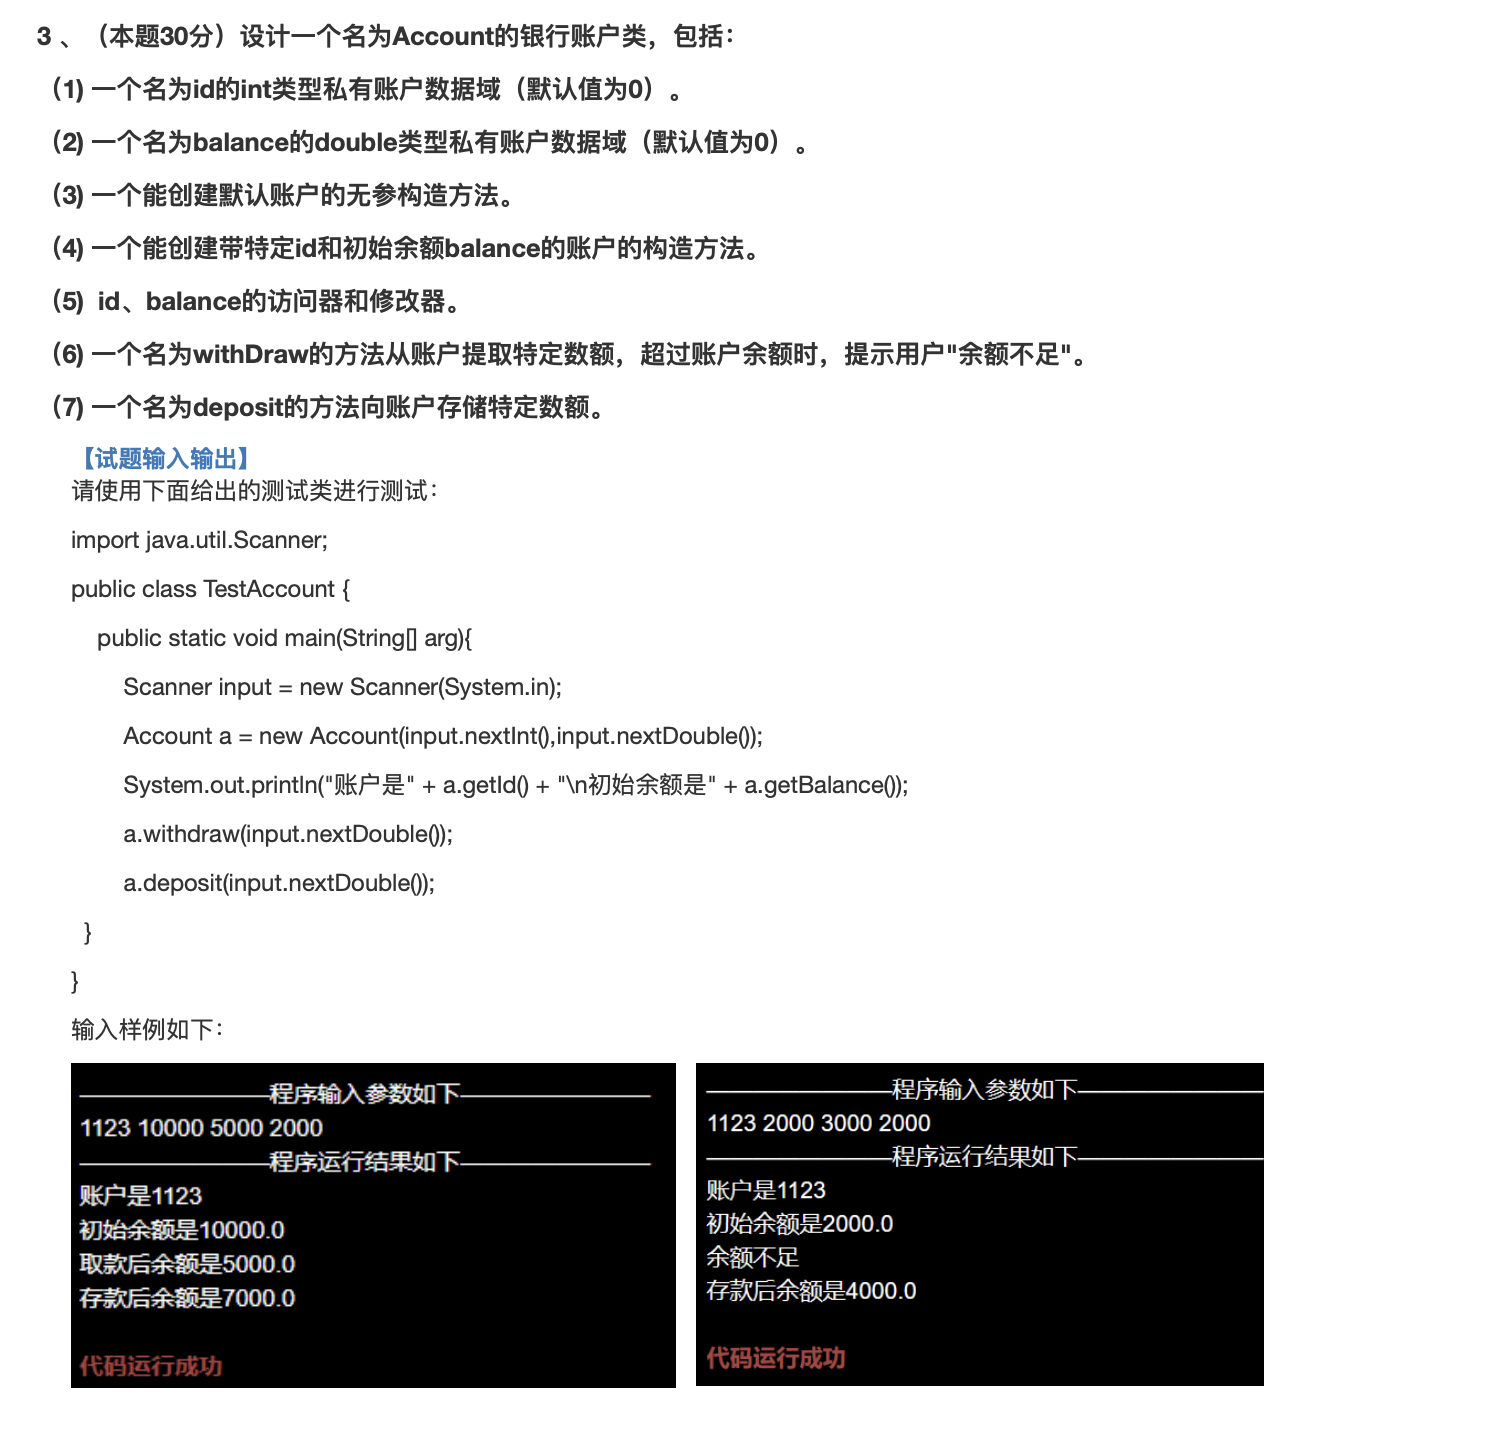 3 、（本题30分）设计一个名为Account的银行账户类，包括：
（1) 一个名为id的int类型私有账户数据域（默认值为0）。
（2) 一个名为balance的double类型私有账户数据域（默认值为0）。
（3) 一个能创建默认账户的无参构造方法。
（4) 一个能创建带特定id和初始余额balance的账户的构造方法。
（5) id、balance的访问器和修改器。
（6) 一个名为withDraw的方法从账户提取特定数额，超过账户余额时，提示用户"余额不足"。
（7) 一个名为deposit的方法向账户存储特定数额。
【试题输入输出】
请使用下面给出的测试类进行测试：
import java.util.Scanner;
public class TestAccount {
public static void main(String[] arg){
Scanner input = new Scanner(System.in);
Account a = new Account(input.nextInt(),input.nextDouble());
System.out.println("账户是" + a.getId() + "\n初始余额是" + a.getBalance());
a.withdraw(input.nextDouble());
a.deposit(input.nextDouble());
}
}
输入样例如下：
————————程序输入参数如下————————
1123 10000 5000 2000
————————程序运行结果如下————————
账户是1123
初始余额是10000.0
取款后余额是5000.0
存款后余额是7000.0
代码运行成功
————————程序输入参数如下————————
1123 2000 3000 2000
————————程序运行结果如下————————
账户是1123
初始余额是2000.0
余额不足
存款后余额是4000.0
代码运行成功